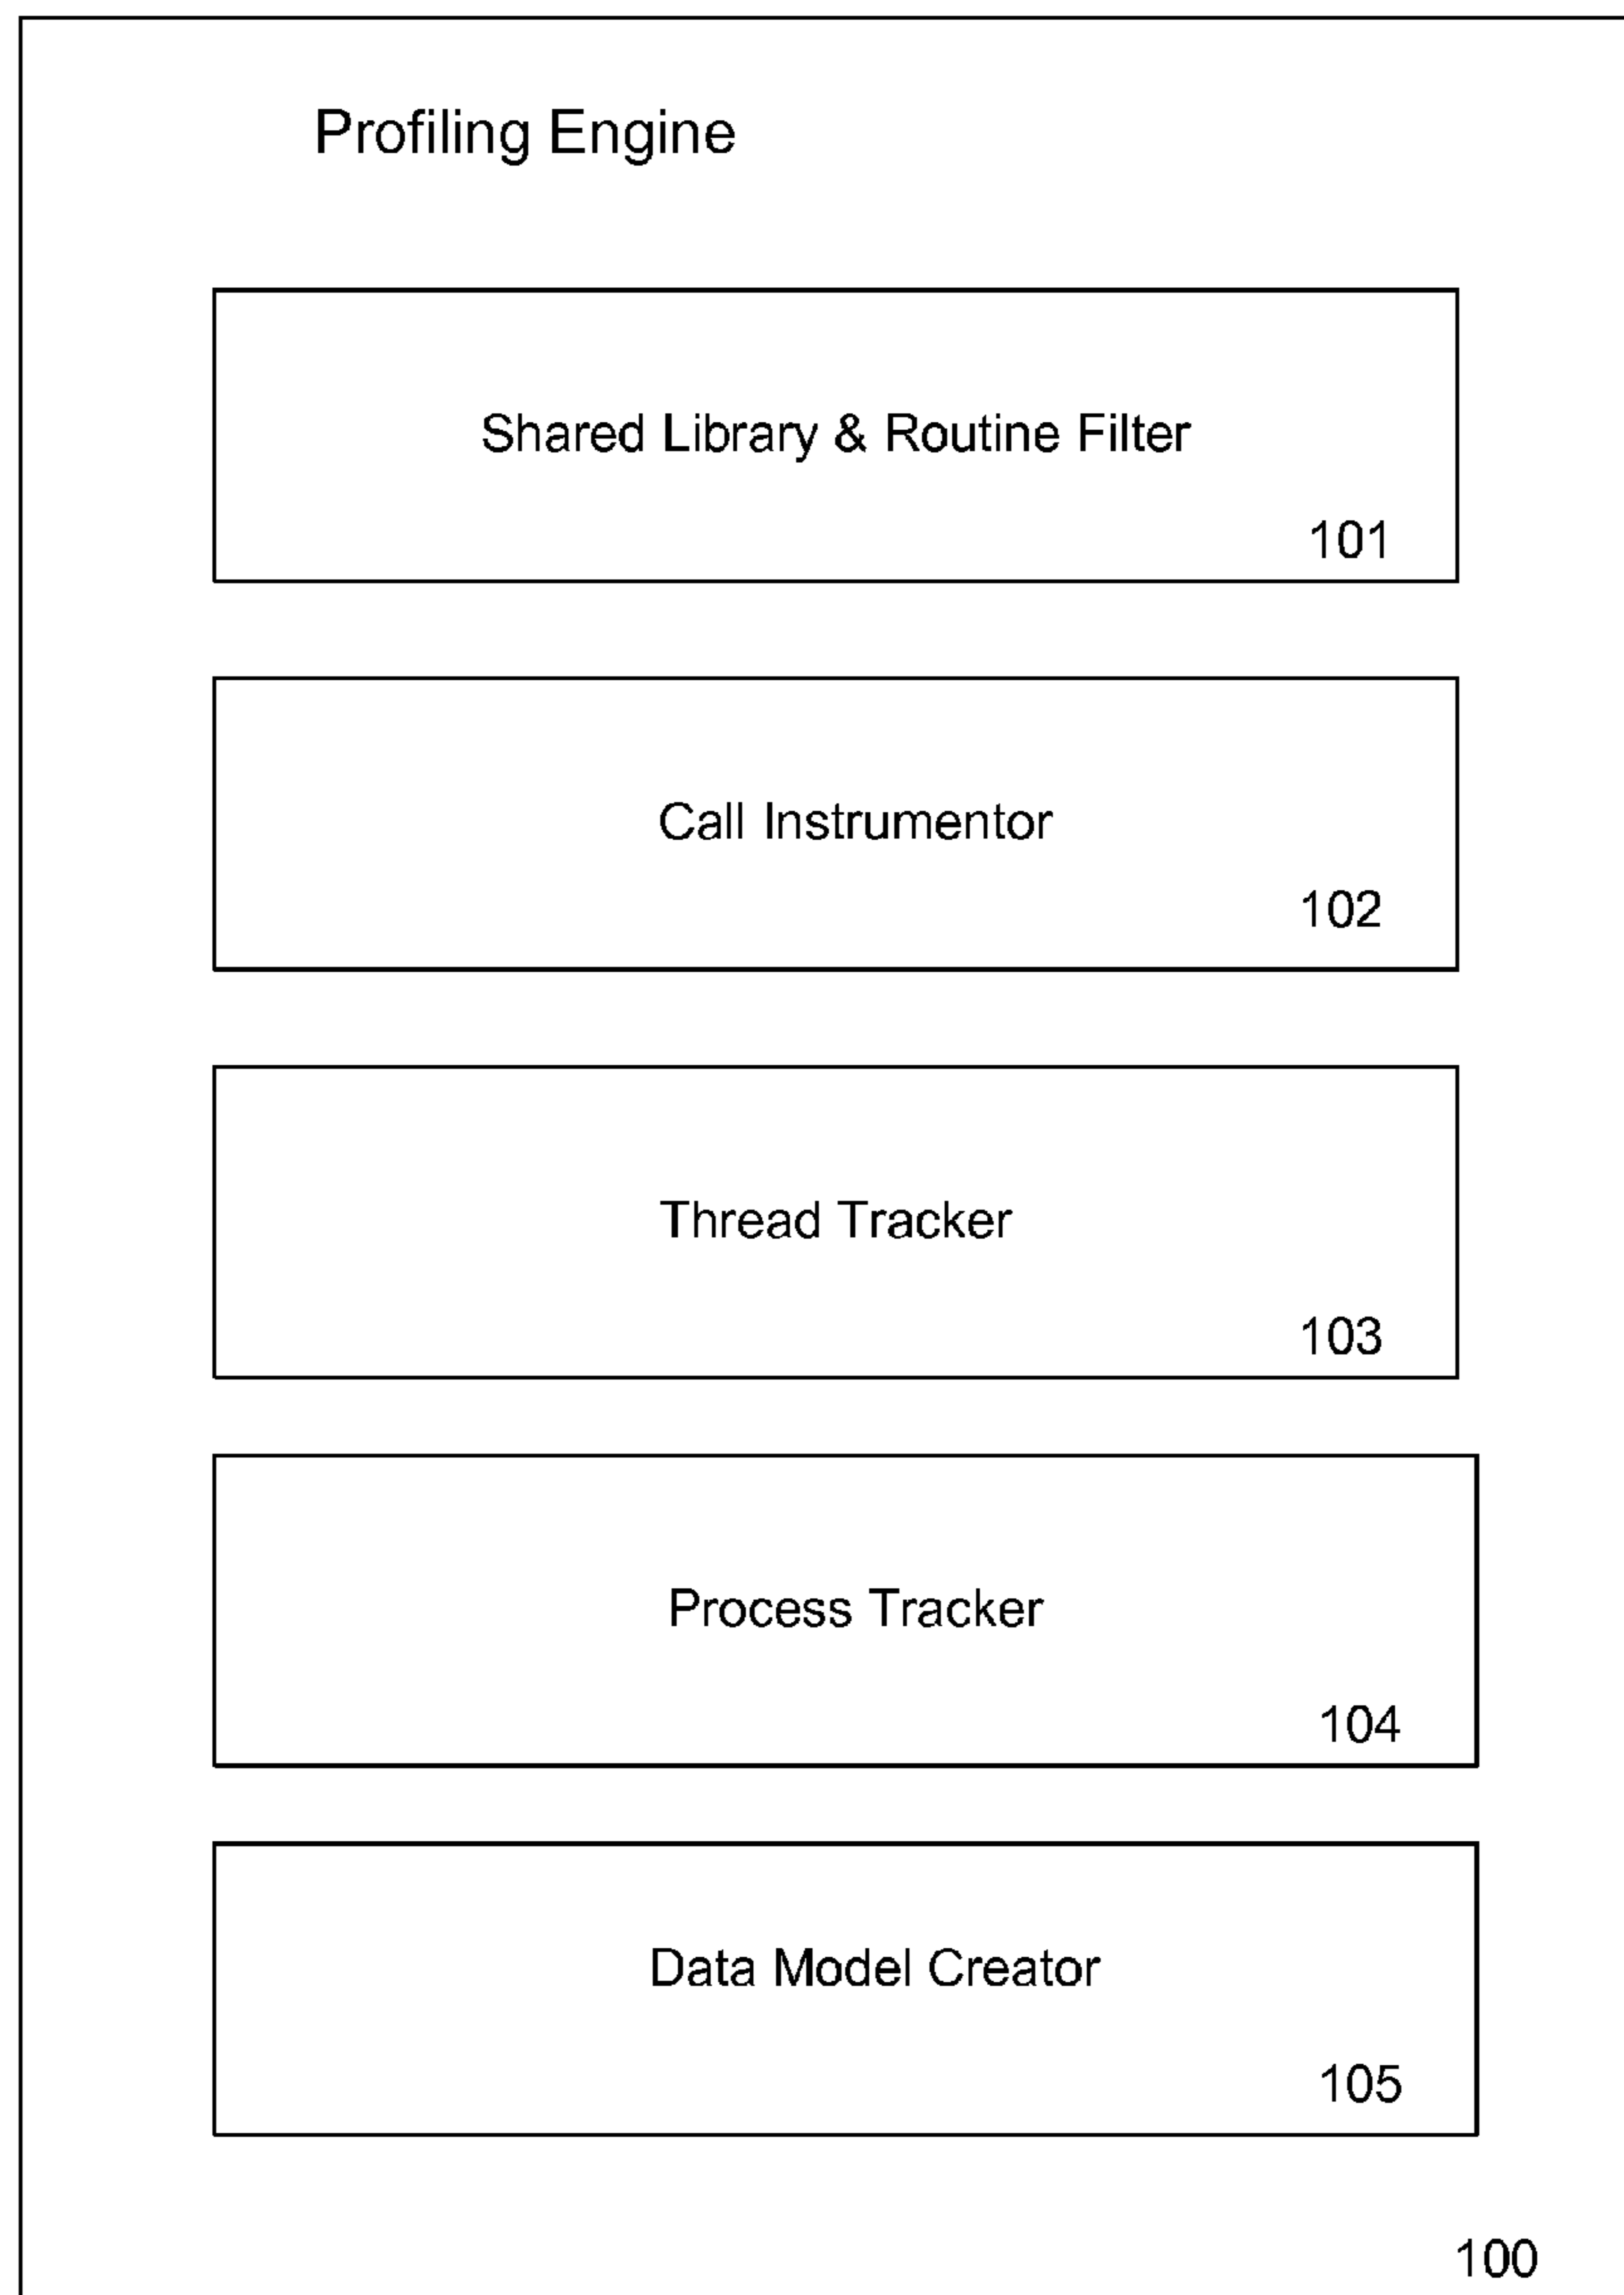 Profiling Engine
Shared Library & Routine Filter
101
Call Instrumentor
102
Thread Tracker
103
Process Tracker
104
Data Model Creator
105
100